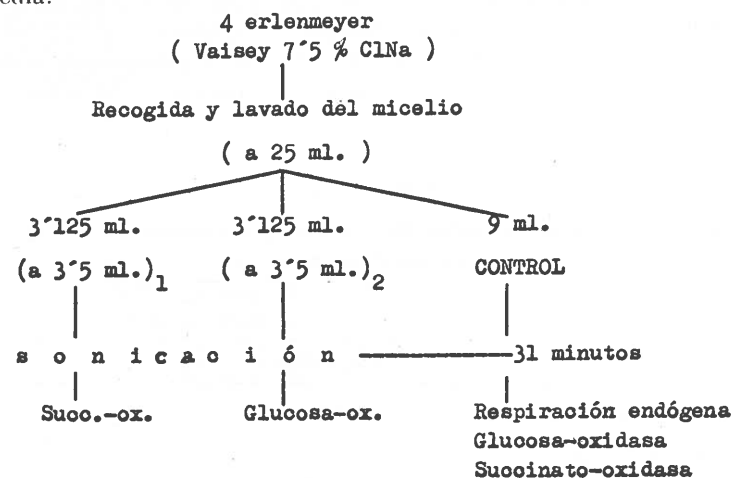 4 erlenmeyer
( Vaisey 7´5 % ClNa )
Recogida y lavado del micelio
( a 25 ml. )
3´125 ml. 3´125 ml. 9 ml.
(a 3´5 ml.)1 ( a 3´5 ml.)2 CONTROL
s o n i c a c i ó n 31 minutos
Succ.-ox. Glucosa-ox. Respiración endógena
Glucosa-oxidasa
Succinato-oxidasa